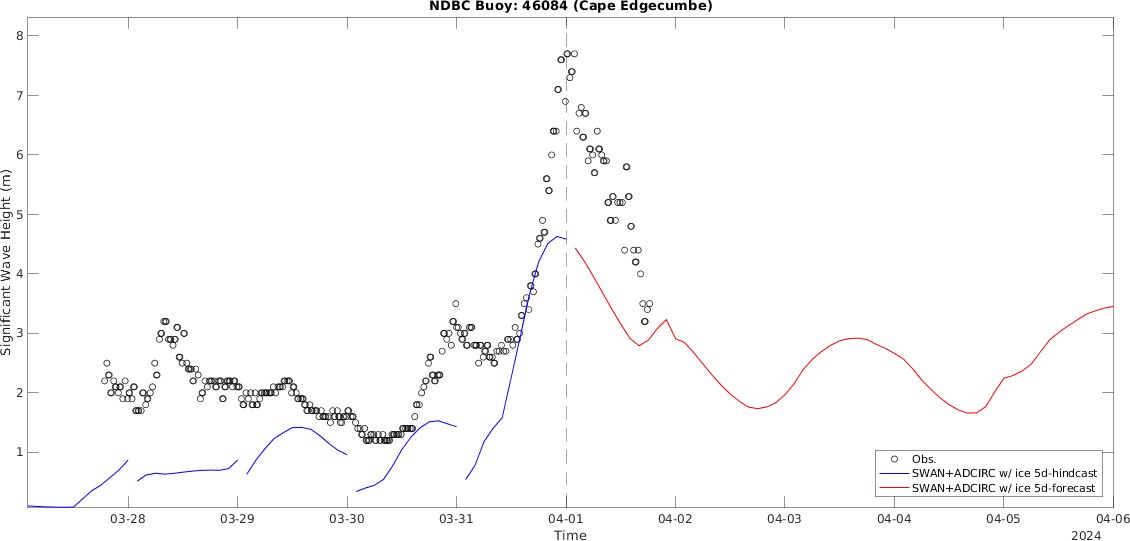 NDBC Buoy: 46084 (Cape Edgecumbe)
8
7
6
5
4
3
2
1
Significant Wave Height (m)
Obs.
SWAN+ADCIRC w/ ice 5d-hindcast
SWAN+ADCIRC w/ ice 5d-forecast
03-28 03-29 03-30 03-31 04-01 04-02 04-03 04-04 04-05 04-06
Time
2024